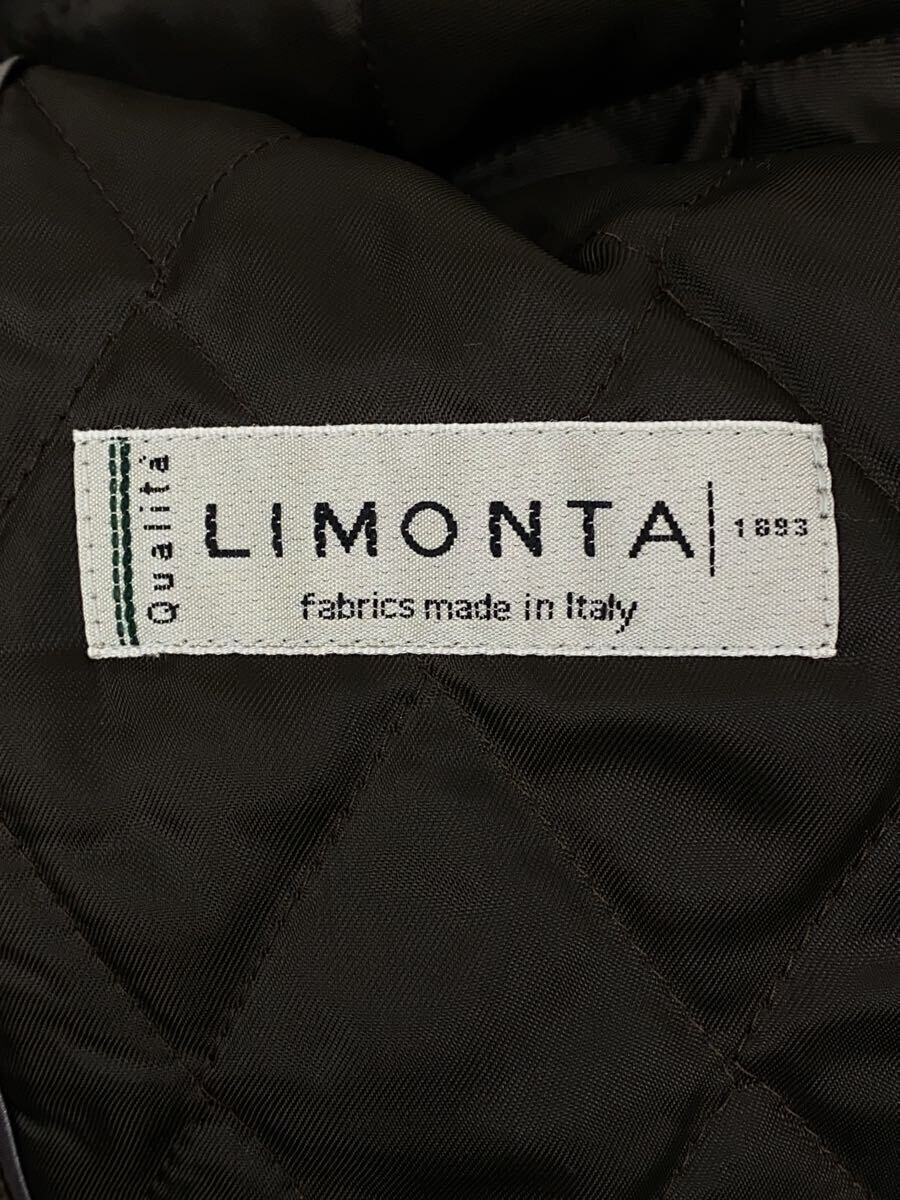 Qualità
LIMONTA
1893
fabrics made in Italy